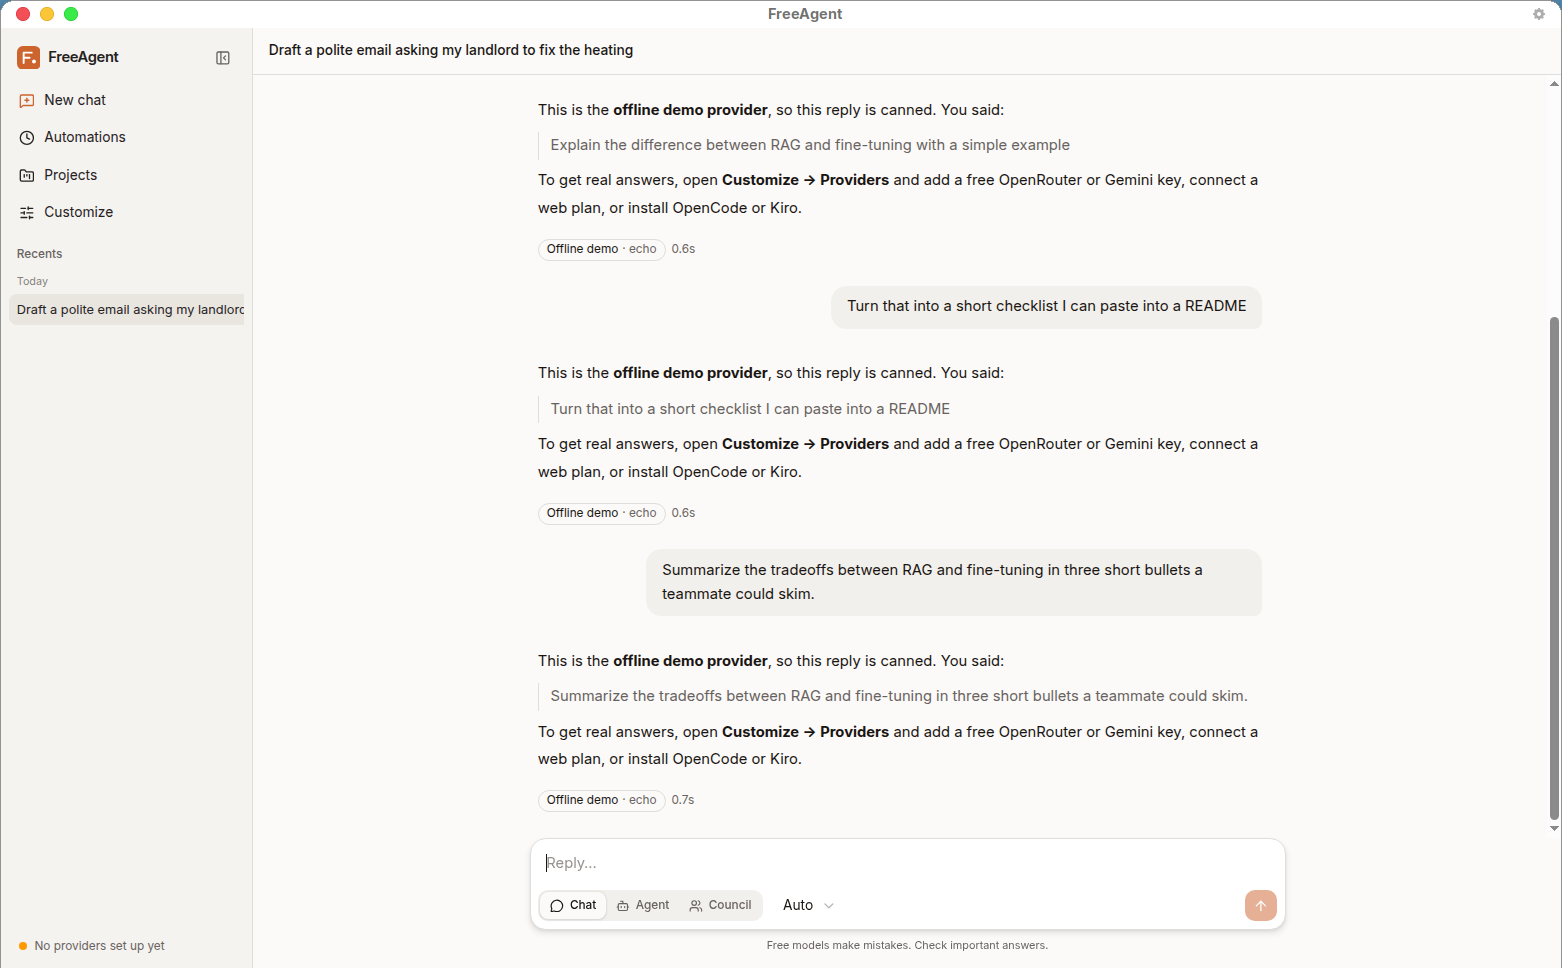 FreeAgent
FreeAgent
New chat
Automations
Projects
Customize
Recents
Today
Draft a polite email asking my landlord
No providers set up yet
Draft a polite email asking my landlord to fix the heating
This is the offline demo provider, so this reply is canned. You said:
Explain the difference between RAG and fine-tuning with a simple example
To get real answers, open Customize → Providers and add a free OpenRouter or Gemini key, connect a
web plan, or install OpenCode or Kiro.
Offline demo · echo 0.6s
Turn that into a short checklist I can paste into a README
This is the offline demo provider, so this reply is canned. You said:
Turn that into a short checklist I can paste into a README
To get real answers, open Customize → Providers and add a free OpenRouter or Gemini key, connect a
web plan, or install OpenCode or Kiro.
Offline demo · echo 0.6s
Summarize the tradeoffs between RAG and fine-tuning in three short bullets a
teammate could skim.
This is the offline demo provider, so this reply is canned. You said:
Summarize the tradeoffs between RAG and fine-tuning in three short bullets a teammate could skim.
To get real answers, open Customize → Providers and add a free OpenRouter or Gemini key, connect a
web plan, or install OpenCode or Kiro.
Offline demo · echo 0.7s
Reply...
Chat Agent Council Auto
Free models make mistakes. Check important answers.